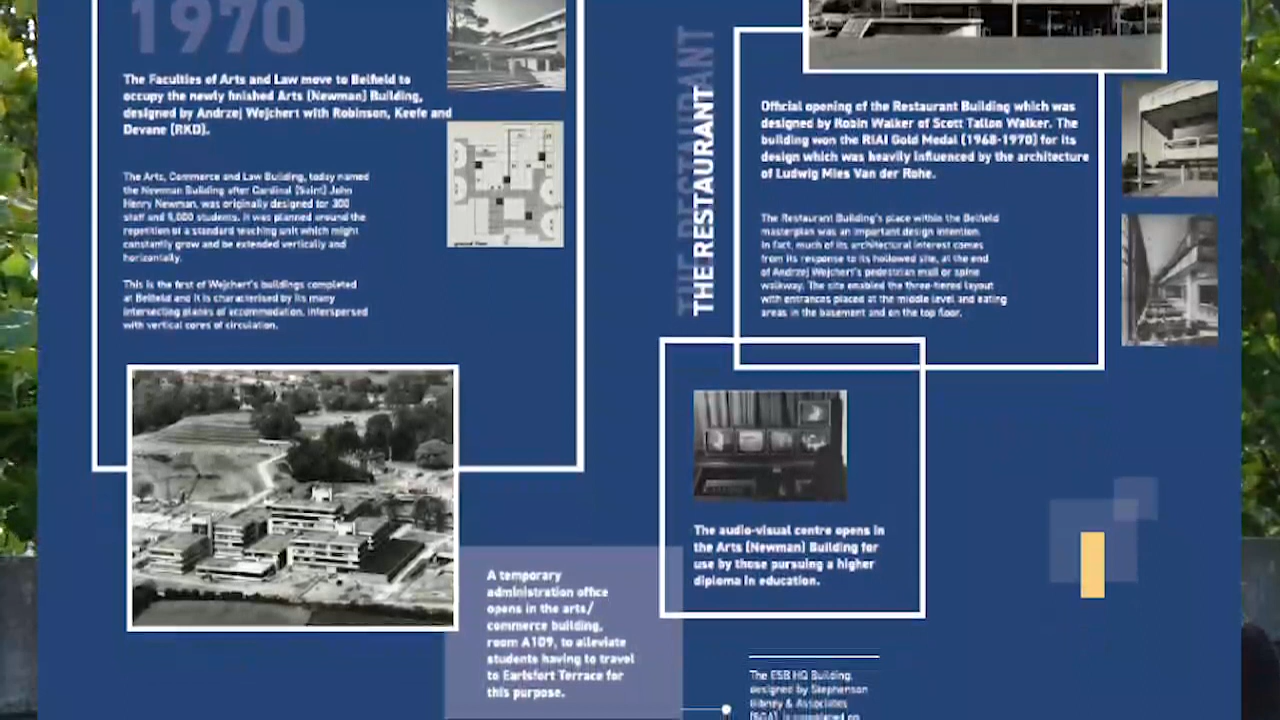 1970
The Faculties of Arts and Law move to Belfield to
occupy the newly finished Arts (Newman) Building,
designed by Andrzej Wejchert with Robinson, Keefe and
Devane (RKD).
The Arts, Commerce and Law Building, today named
the Newman Building after Cardinal (Saint) John
Henry Newman, was originally designed for 300
staff and 5,000 students. It was planned around the
repetition of a standard teaching unit which might
constantly grow and be extended vertically and
horizontally.
This is the first of Wejchert's buildings completed
at Belfield and it is characterised by its many
intersecting planes of accommodation, interspersed
with vertical cores of circulation.
ground floor
A temporary
administration office
opens in the arts/
commerce building,
room A109, to alleviate
students having to travel
to Earlsfort Terrace for
this purpose.
THE RESTAURANT
THE RESTAURANT
Official opening of the Restaurant Building which was
designed by Robin Walker of Scott Tallon Walker. The
building won the RIAI Gold Medal (1968-1970) for its
design which was heavily influenced by the architecture
of Ludwig Mies Van der Rohe.
The Restaurant Building's place within the Belfield
masterplan was an important design intention.
In fact, much of its architectural interest comes
from its response to its hollowed site, at the end
of Andrzej Wejchert's pedestrian mall or spine
walkway. The site enabled the three-tiered layout
with entrances placed at the middle level and eating
areas in the basement and on the top floor.
The audio-visual centre opens in
the Arts (Newman) Building for
use by those pursuing a higher
diploma in education.
The ESB HQ Building,
designed by Stephenson
Gibney & Associates
(SGA) is completed on